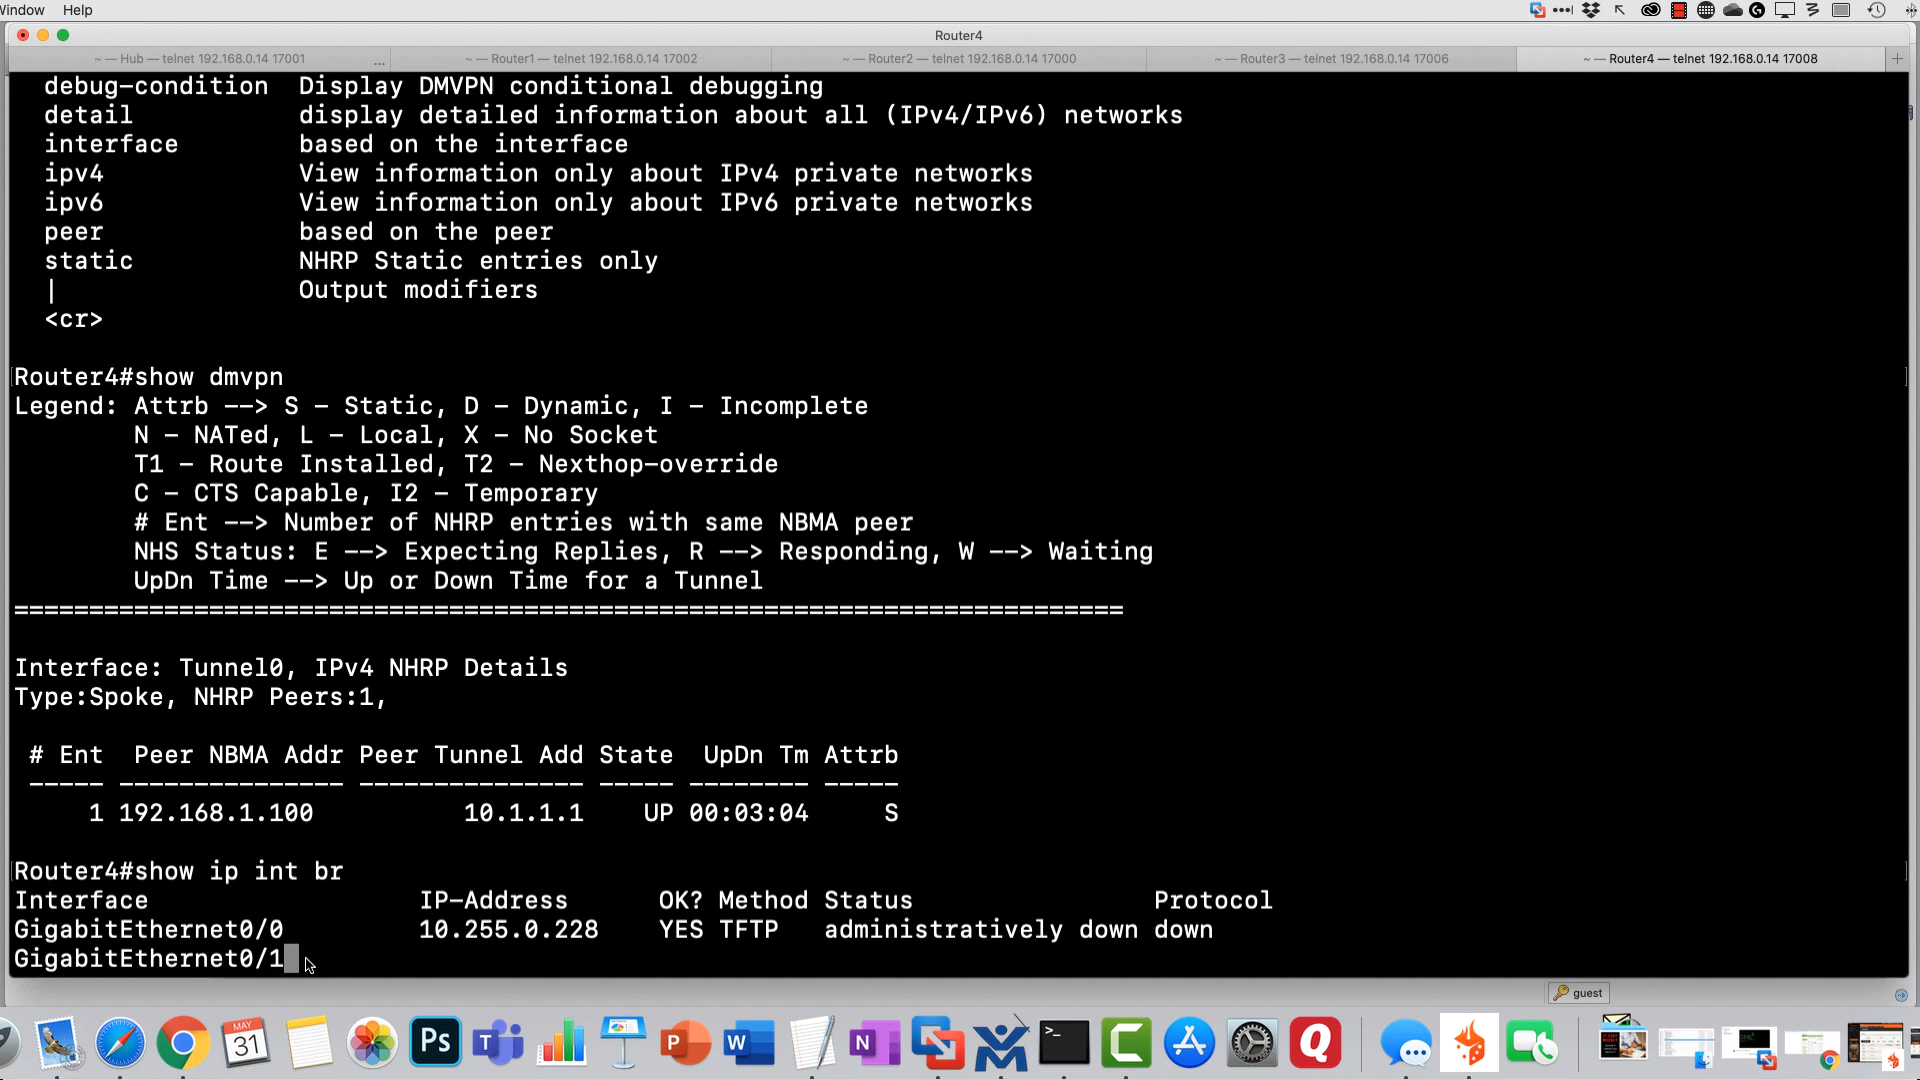 Window Help
Router4
~ — Hub — telnet 192.168.0.14 17001 ... ~ — Router1 — telnet 192.168.0.14 17002 ~ — Router2 — telnet 192.168.0.14 17000 ~ — Router3 — telnet 192.168.0.14 17006 ~ — Router4 — telnet 192.168.0.14 17008 +
debug-condition Display DMVPN conditional debugging
detail display detailed information about all (IPv4/IPv6) networks
interface based on the interface
ipv4 View information only about IPv4 private networks
ipv6 View information only about IPv6 private networks
peer based on the peer
static NHRP Static entries only
| Output modifiers
<cr>
Router4#show dmvpn
Legend: Attrb --> S - Static, D - Dynamic, I - Incomplete
N - NATed, L - Local, X - No Socket
T1 - Route Installed, T2 - Nexthop-override
C - CTS Capable, I2 - Temporary
# Ent --> Number of NHRP entries with same NBMA peer
NHS Status: E --> Expecting Replies, R --> Responding, W --> Waiting
UpDn Time --> Up or Down Time for a Tunnel
==========================================================================
Interface: Tunnel0, IPv4 NHRP Details
Type:Spoke, NHRP Peers:1,
# Ent Peer NBMA Addr Peer Tunnel Add State UpDn Tm Attrb
----- --------------- --------------- ----- -------- -----
1 192.168.1.100 10.1.1.1 UP 00:03:04 S
Router4#show ip int br
Interface IP-Address OK? Method Status Protocol
GigabitEthernet0/0 10.255.0.228 YES TFTP administratively down down
GigabitEthernet0/1
guest
MAY
31
Ps
T
P
W
N
>_
C
Q